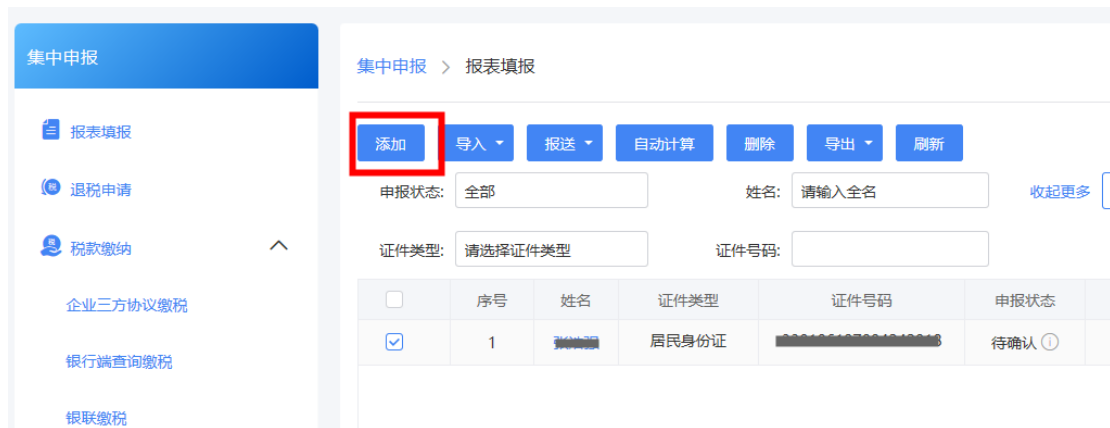 集中申报
报表填报
退税申请
税款缴纳
企业三方协议缴税
银行端查询缴税
银联缴税
集中申报 > 报表填报
添加 导入 报送 自动计算 删除 导出 刷新
申报状态: 全部 姓名: 请输入全名 收起更多
证件类型: 请选择证件类型 证件号码:
序号 姓名 证件类型 证件号码 申报状态
1 居民身份证 待确认